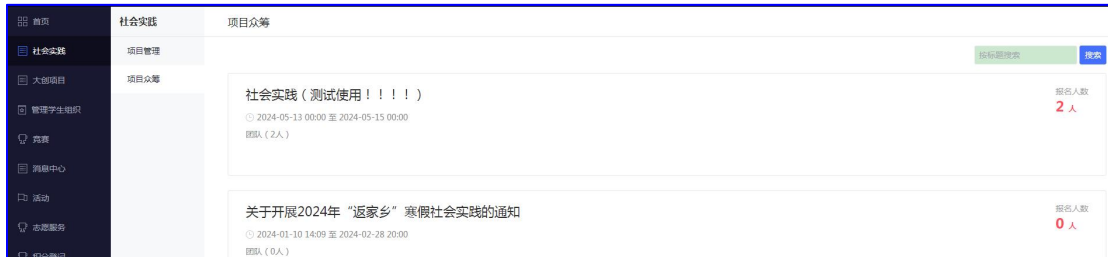 首页
社会实践
大创项目
管理学生组织
竞赛
消息中心
活动
志愿服务
积分登记
社会实践
项目管理
项目众筹
项目众筹
按标题搜索
搜索
社会实践（测试使用！！！！）
2024-05-13 00:00 至 2024-05-15 00:00
团队（2人）
报名人数
2 人
关于开展2024年“返家乡”寒假社会实践的通知
2024-01-10 14:09 至 2024-02-28 20:00
团队（0人）
报名人数
0 人